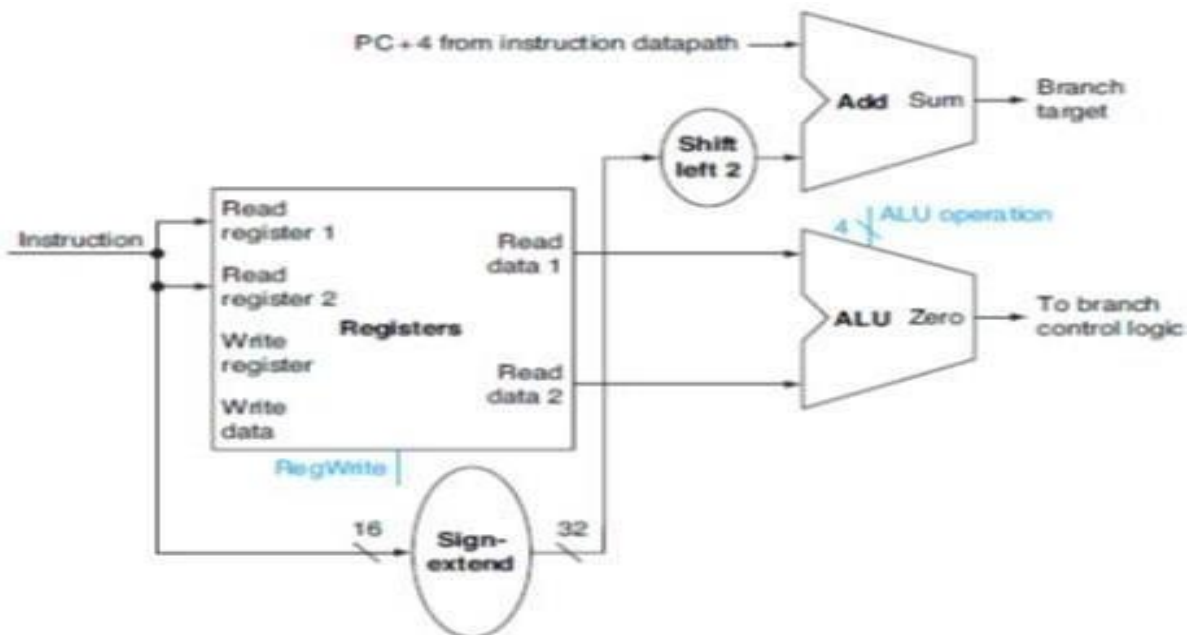 PC + 4 from instruction datapath
Add Sum
Branch
target
Shift
left 2
ALU operation
4
Instruction
Read
register 1
Read
data 1
Read
register 2
Registers
ALU Zero
To branch
control logic
Write
register
Read
data 2
Write
data
RegWrite
16
Sign-
extend
32